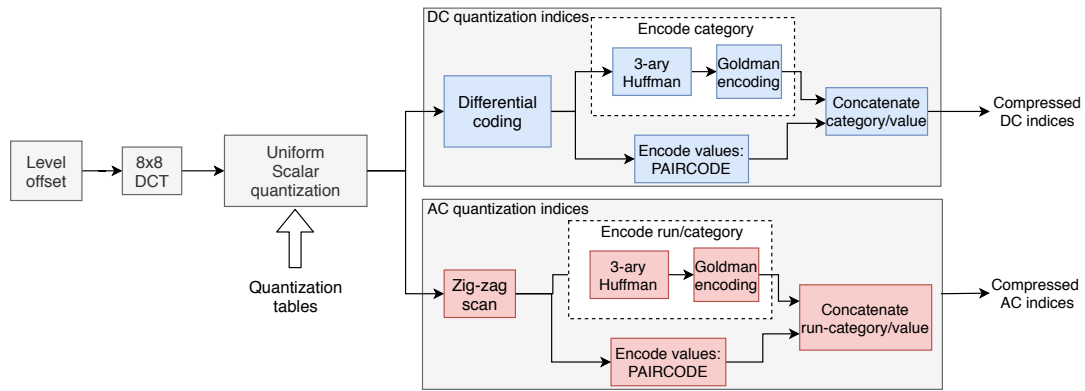 Level
offset
8x8
DCT
Uniform
Scalar
quantization
Quantization
tables
DC quantization indices
Encode category
3-ary
Huffman
Goldman
encoding
Differential
coding
Encode values:
PAIRCODE
Concatenate
category/value
Compressed
DC indices
AC quantization indices
Encode run/category
3-ary
Huffman
Goldman
encoding
Zig-zag
scan
Encode values:
PAIRCODE
Concatenate
run-category/value
Compressed
AC indices